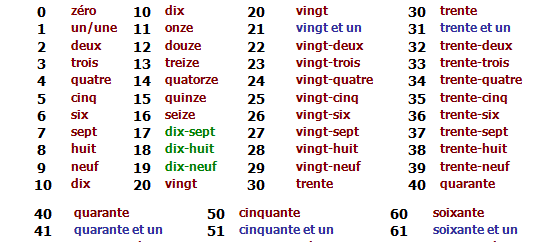 0 zéro 10 dix 20 vingt 30 trente
1 un/une 11 onze 21 vingt et un 31 trente et un
2 deux 12 douze 22 vingt-deux 32 trente-deux
3 trois 13 treize 23 vingt-trois 33 trente-trois
4 quatre 14 quatorze 24 vingt-quatre 34 trente-quatre
5 cinq 15 quinze 25 vingt-cinq 35 trente-cinq
6 six 16 seize 26 vingt-six 36 trente-six
7 sept 17 dix-sept 27 vingt-sept 37 trente-sept
8 huit 18 dix-huit 28 vingt-huit 38 trente-huit
9 neuf 19 dix-neuf 29 vingt-neuf 39 trente-neuf
10 dix 20 vingt 30 trente 40 quarante
40 quarante 50 cinquante 60 soixante
41 quarante et un 51 cinquante et un 61 soixante et un